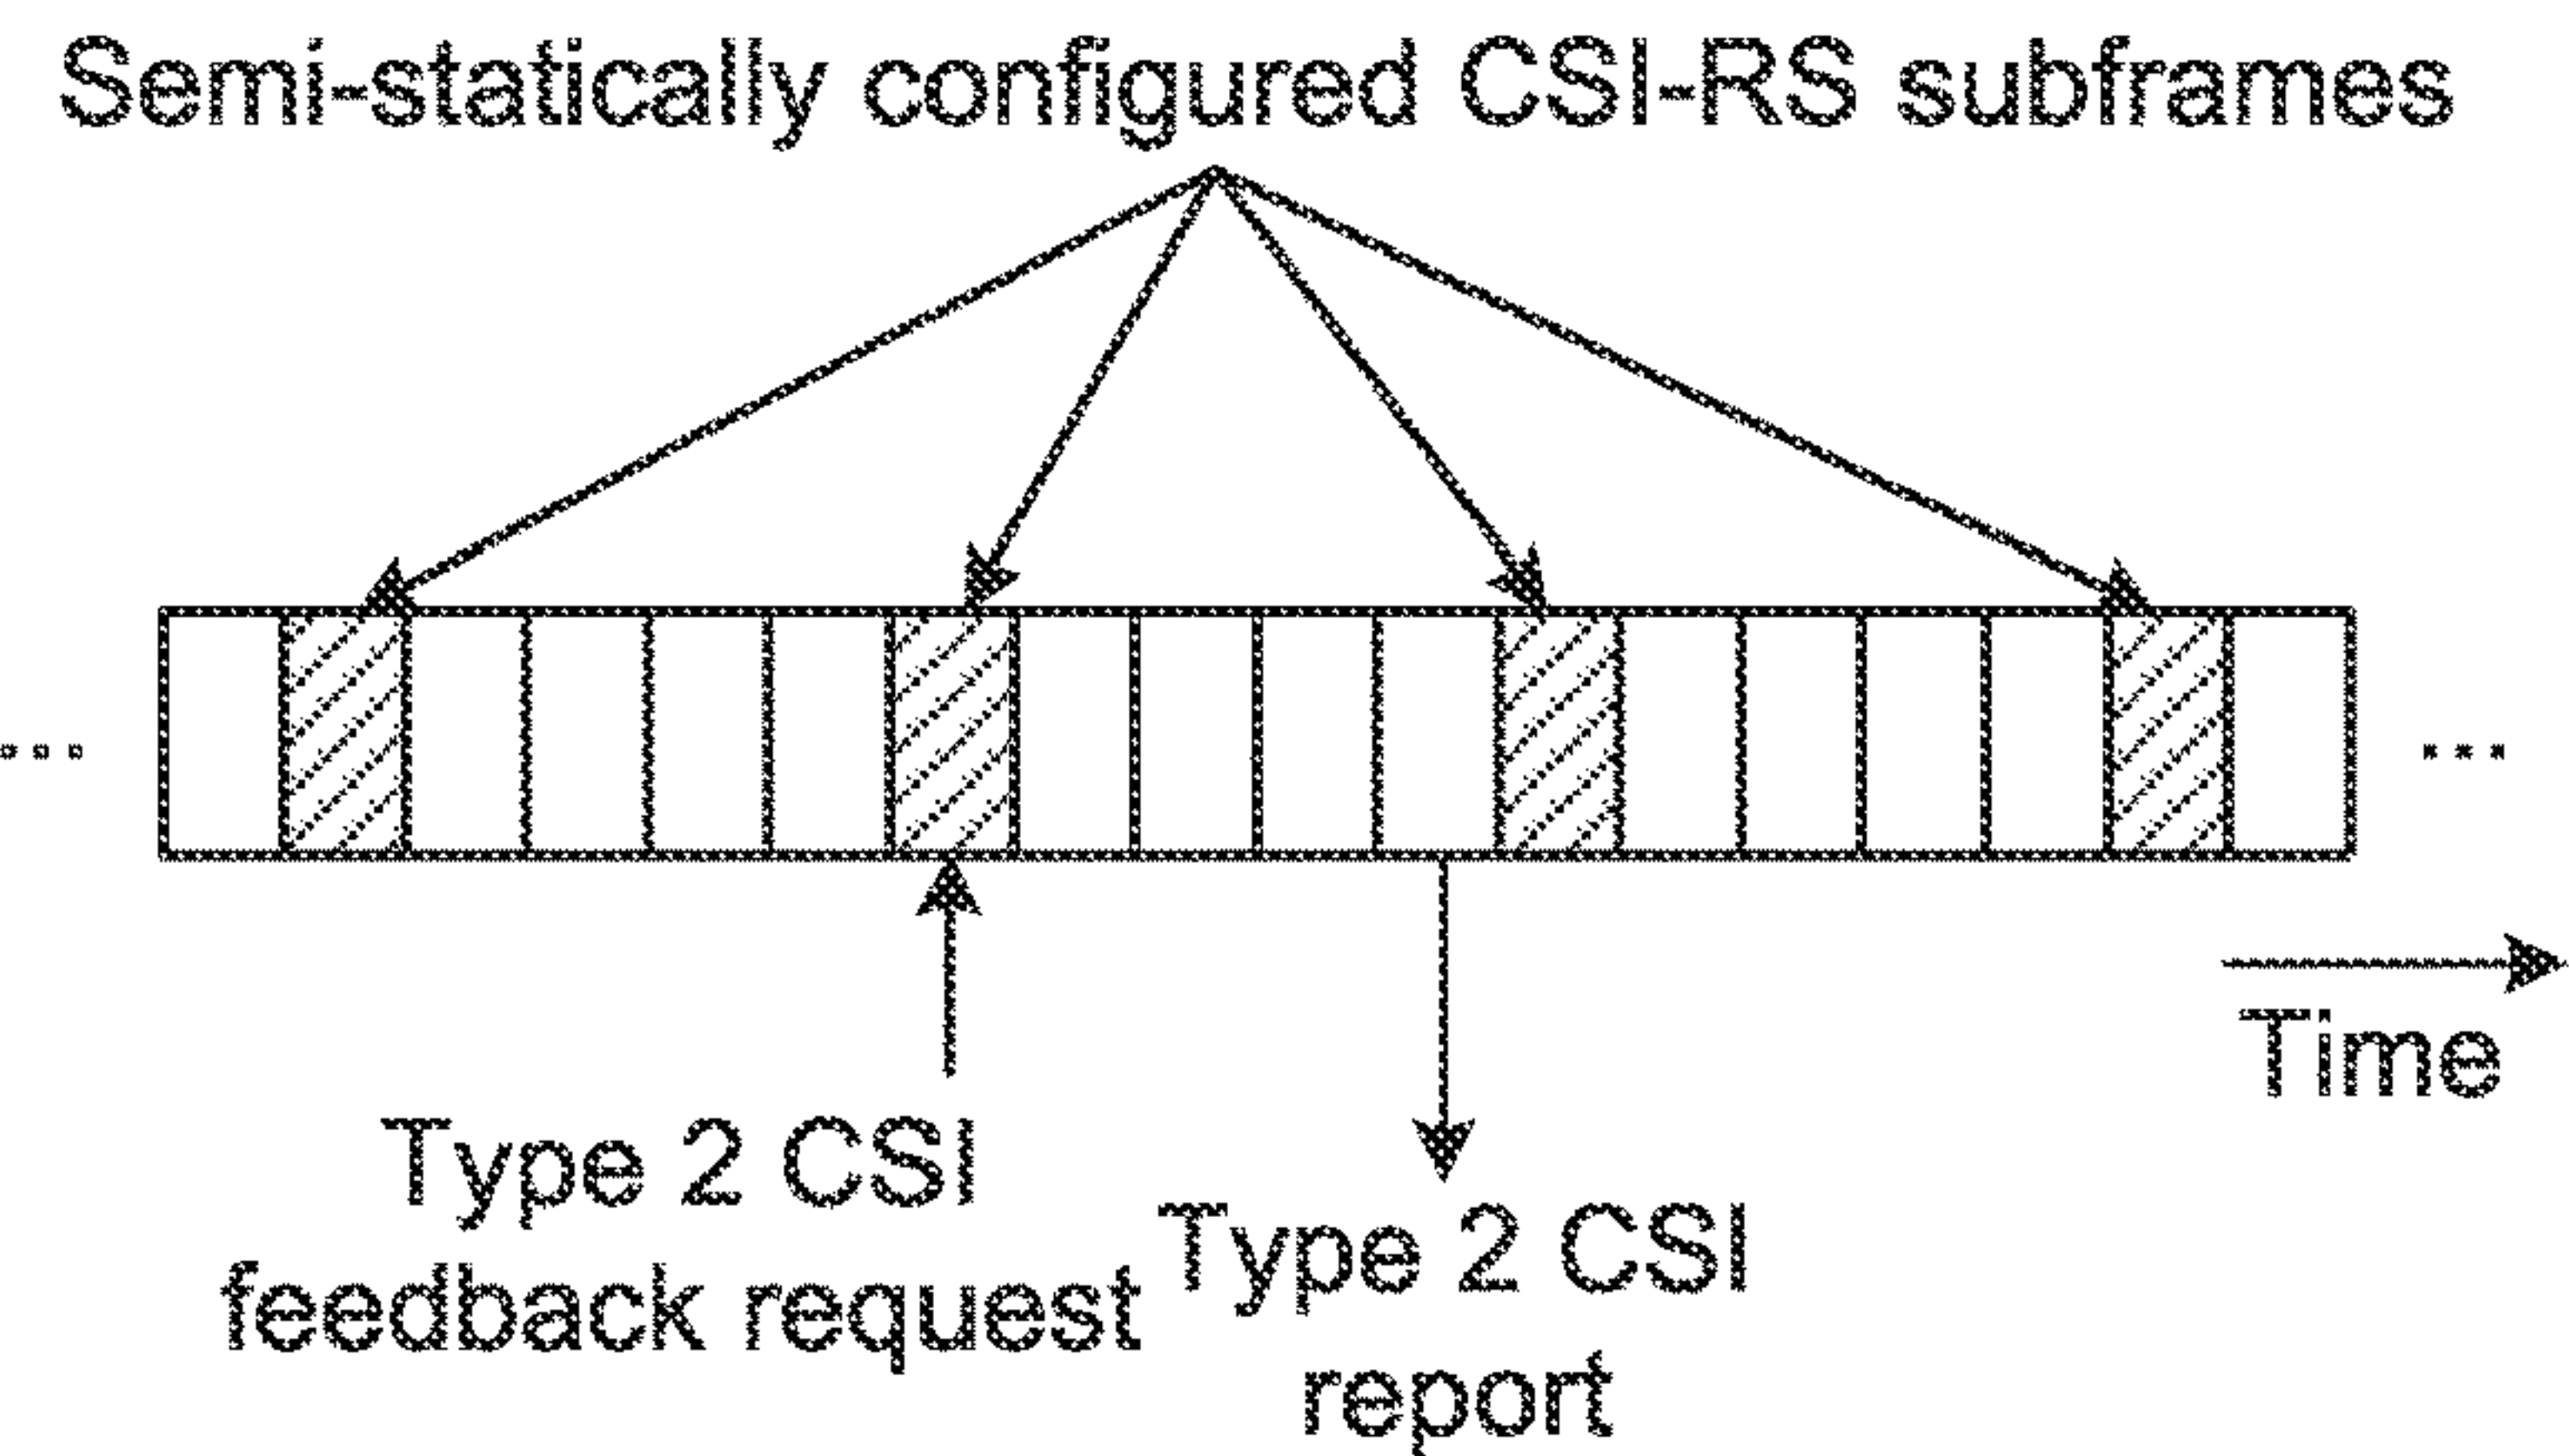 Semi-statically configured CSI-RS subframes
... ...
Time
Type 2 CSI
feedback request
Type 2 CSI
report